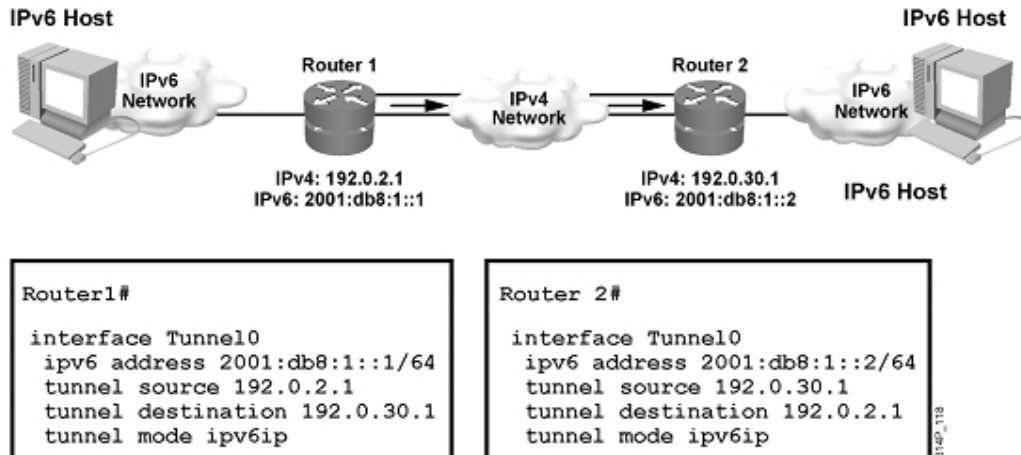 IPv6 Host
IPv6 Host
IPv6
Network
Router 1
IPv4
Network
Router 2
IPv6
Network
IPv4: 192.0.2.1
IPv6: 2001:db8:1::1
IPv4: 192.0.30.1
IPv6: 2001:db8:1::2
IPv6 Host
Router1#
interface Tunnel0
ipv6 address 2001:db8:1::1/64
tunnel source 192.0.2.1
tunnel destination 192.0.30.1
tunnel mode ipv6ip
Router 2#
interface Tunnel0
ipv6 address 2001:db8:1::2/64
tunnel source 192.0.30.1
tunnel destination 192.0.2.1
tunnel mode ipv6ip